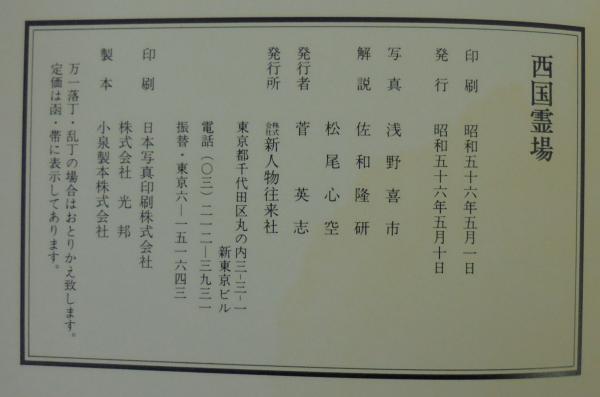 西国霊場
印刷　昭和五十六年五月一日
発行　昭和五十六年五月十日
写真　浅野喜市
解説　佐和隆研
松尾心空
発行者　菅英志
発行所　株式会社新人物往来社
東京都千代田区丸の内三−三−一
新東京ビル
電話（〇三）二一二―三九三一
振替・東京六―一五一六四三
印刷　日本写真印刷株式会社
株式会社　光邦
製本　小泉製本株式会社
万一落丁・乱丁の場合はおとりかえ致します。
定価は函・帯に表示してあります。